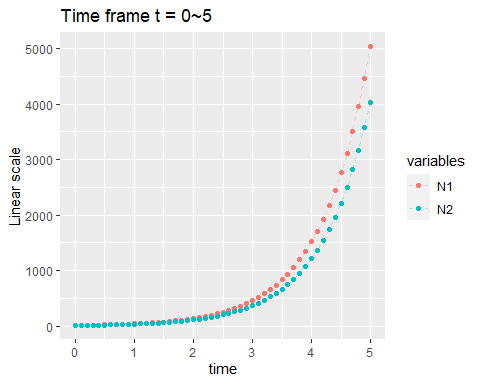 Time frame t = 0~5
Linear scale
5000
4000
3000
2000
1000
0
0
1
2
3
4
5
time
variables
N1
N2